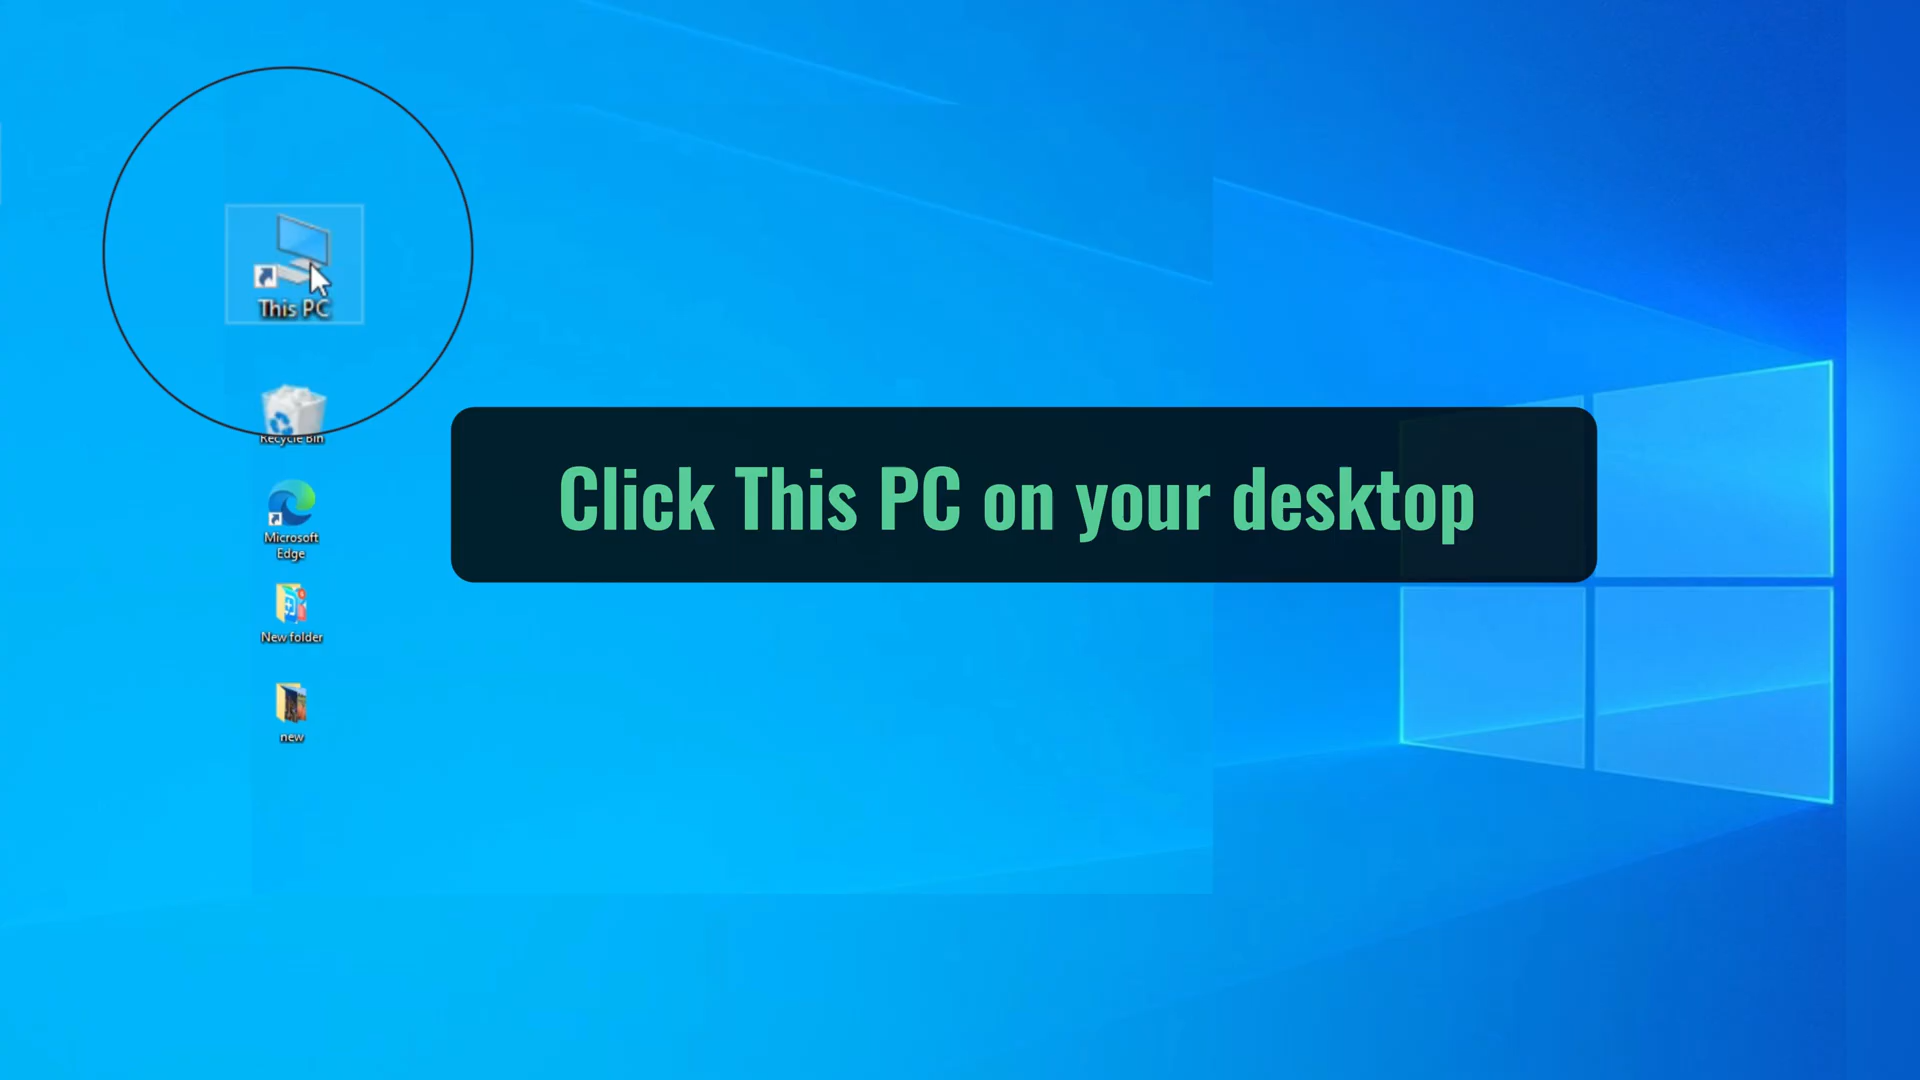 This PC
Recycle Bin
Click This PC on your desktop
Microsoft
Edge
New folder
new